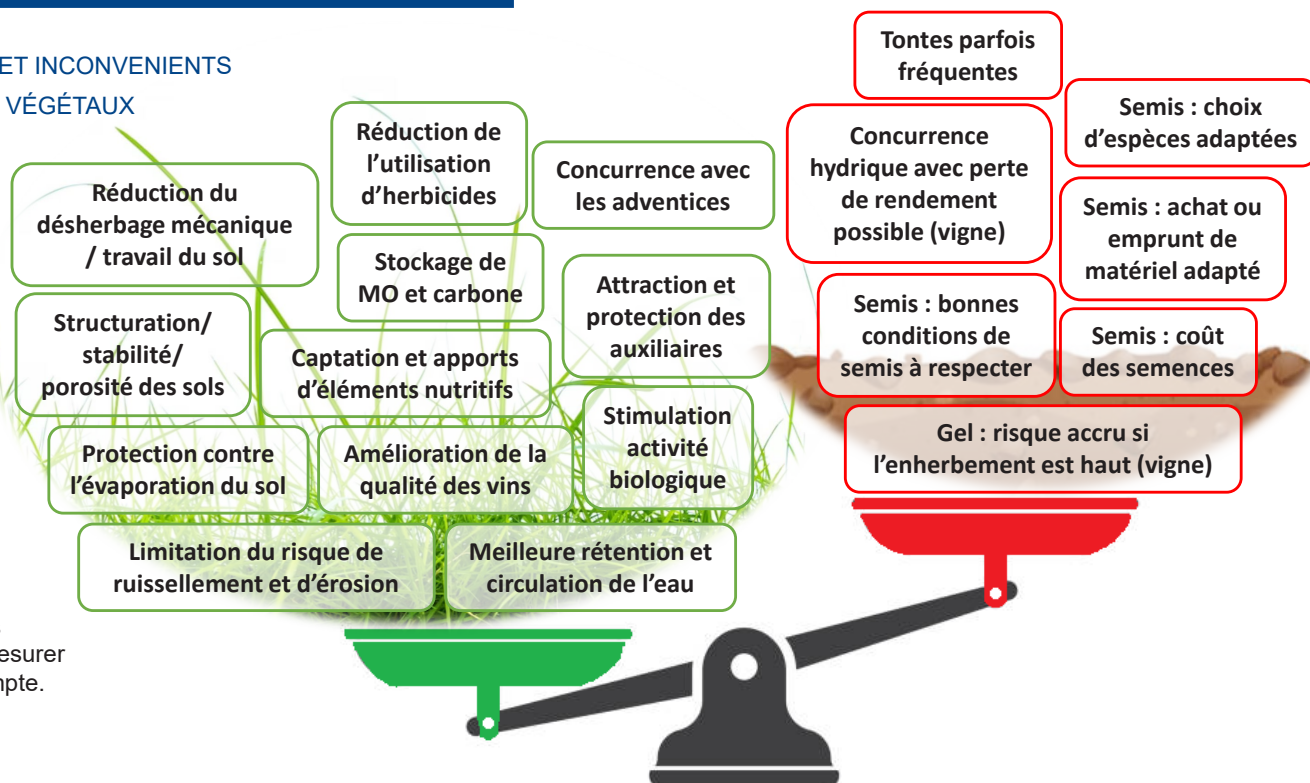 ET INCONVENIENTS
VÉGÉTAUX
Réduction du
désherbage mécanique
/ travail du sol
Réduction de
l'utilisation
d'herbicides
Concurrence avec
les adventices
Stockage de
MO et carbone
Attraction et
protection des
auxiliaires
Structuration/
stabilité/
porosité des sols
Captation et apports
d'éléments nutritifs
Stimulation
activité
biologique
Protection contre
l'évaporation du sol
Amélioration de la
qualité des vins
Limitation du risque de
ruissellement et d'érosion
Meilleure rétention et
circulation de l'eau
Tontes parfois
fréquentes
Semis : choix
d'espèces adaptées
Concurrence
hydrique avec perte
de rendement
possible (vigne)
Semis : achat ou
emprunt de
matériel adapté
Semis : bonnes
conditions de
semis à respecter
Semis : coût
des semences
Gel : risque accru si
l'enherbement est haut (vigne)
esurer
mpte.